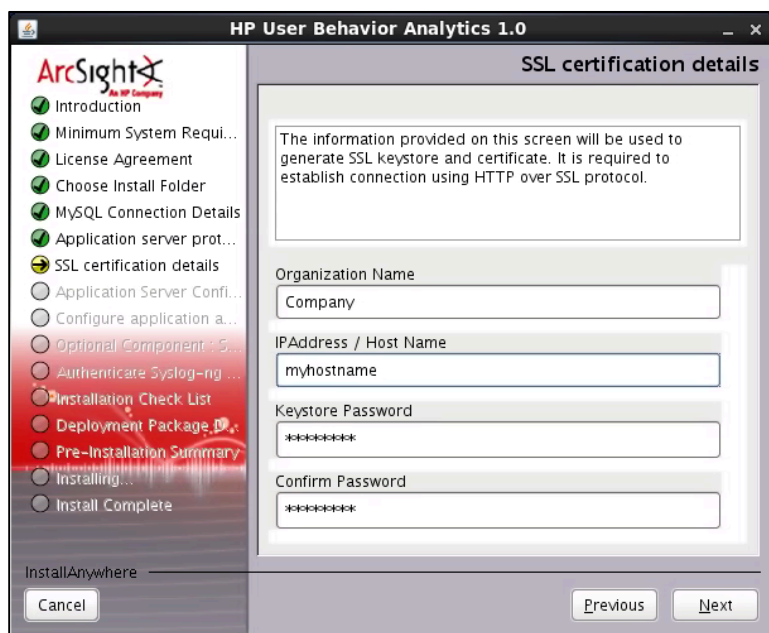 HP User Behavior Analytics 1.0
ArcSight
An HP Company
Introduction
Minimum System Requi...
License Agreement
Choose Install Folder
MySQL Connection Details
Application server prot...
SSL certification details
Application Server Confi...
Configure application a...
Optional Component : S...
Authenticate Syslog-ng ...
Installation Check List
Deployment Package D...
Pre-Installation Summary
Installing...
Install Complete
SSL certification details
The information provided on this screen will be used to
generate SSL keystore and certificate. It is required to
establish connection using HTTP over SSL protocol.
Organization Name
Company
IPAddress / Host Name
myhostname
Keystore Password
********
Confirm Password
********
InstallAnywhere
Cancel
Previous
Next